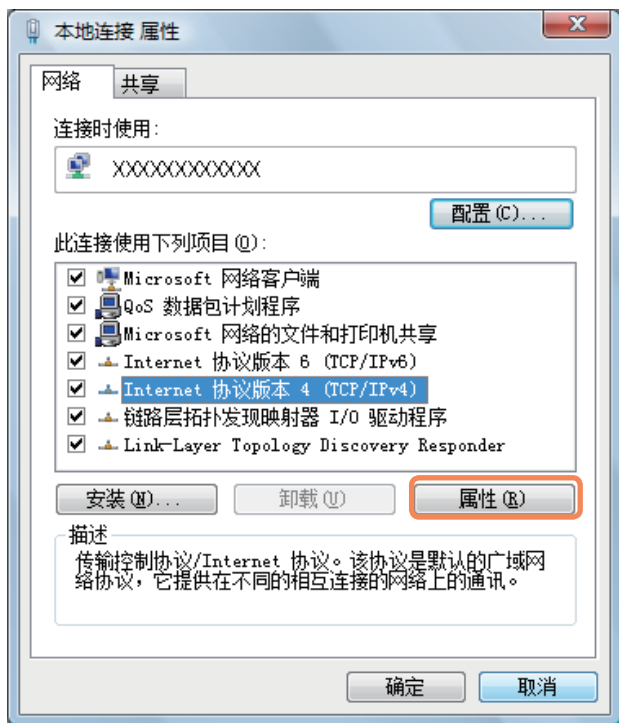 本地连接 属性
网络
共享
连接时使用:
XXXXXXXXXXXXX
配置(C)...
此连接使用下列项目(O):
Microsoft 网络客户端
QoS 数据包计划程序
Microsoft 网络的文件和打印机共享
Internet 协议版本 6 (TCP/IPv6)
Internet 协议版本 4 (TCP/IPv4)
链路层拓扑发现映射器 I/O 驱动程序
Link-Layer Topology Discovery Responder
安装(N)...
卸载(U)
属性(R)
描述
传输控制协议/Internet 协议。该协议是默认的广域网
络协议，它提供在不同的相互连接的网络上的通讯。
确定
取消